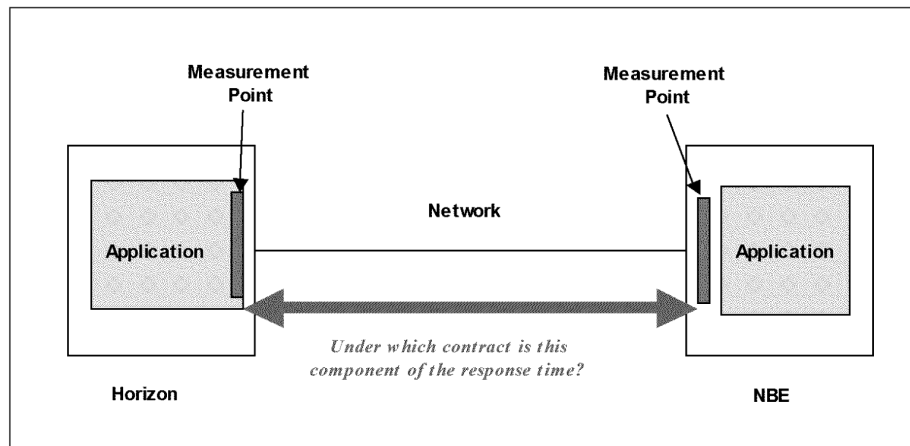 Measurement
Point
Measurement
Point
Network
Application
Application
Under which contract is this
component of the response time?
Horizon
NBE